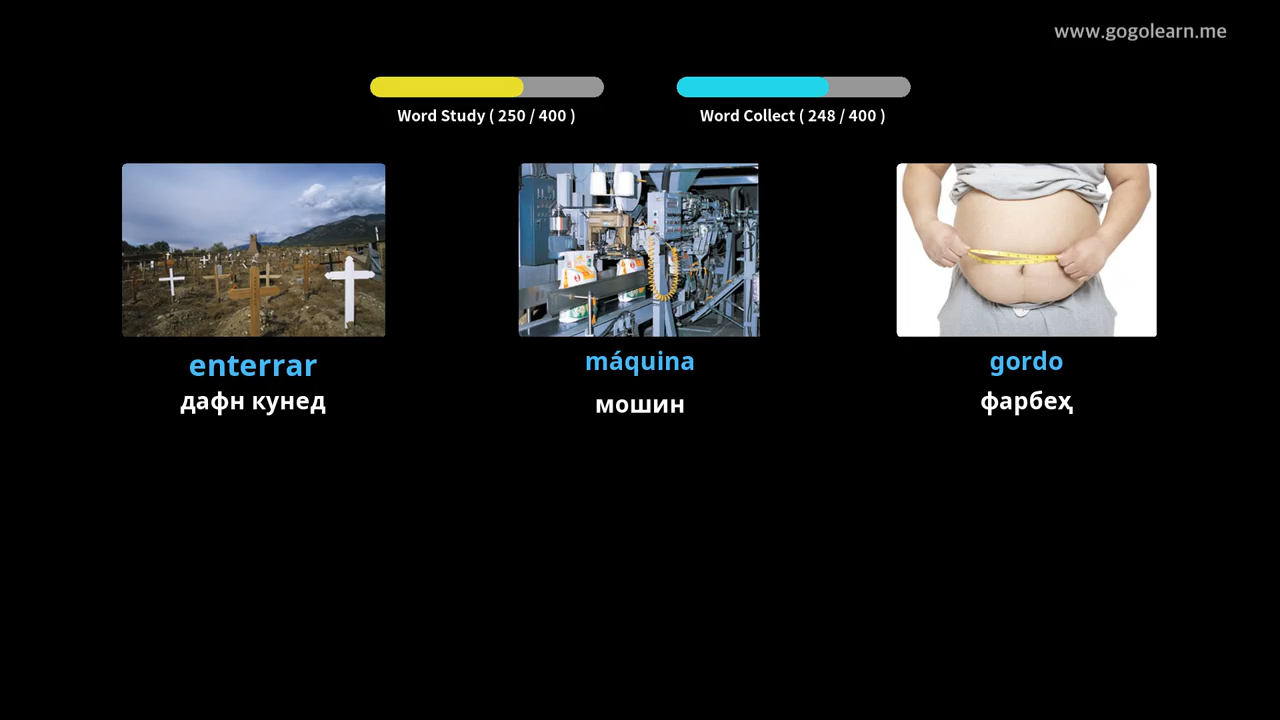 www.gogolearn.me
Word Study ( 250 / 400 )
Word Collect ( 248 / 400 )
enterrar
máquina
gordo
дафн кунед
мошин
фарбеҳ